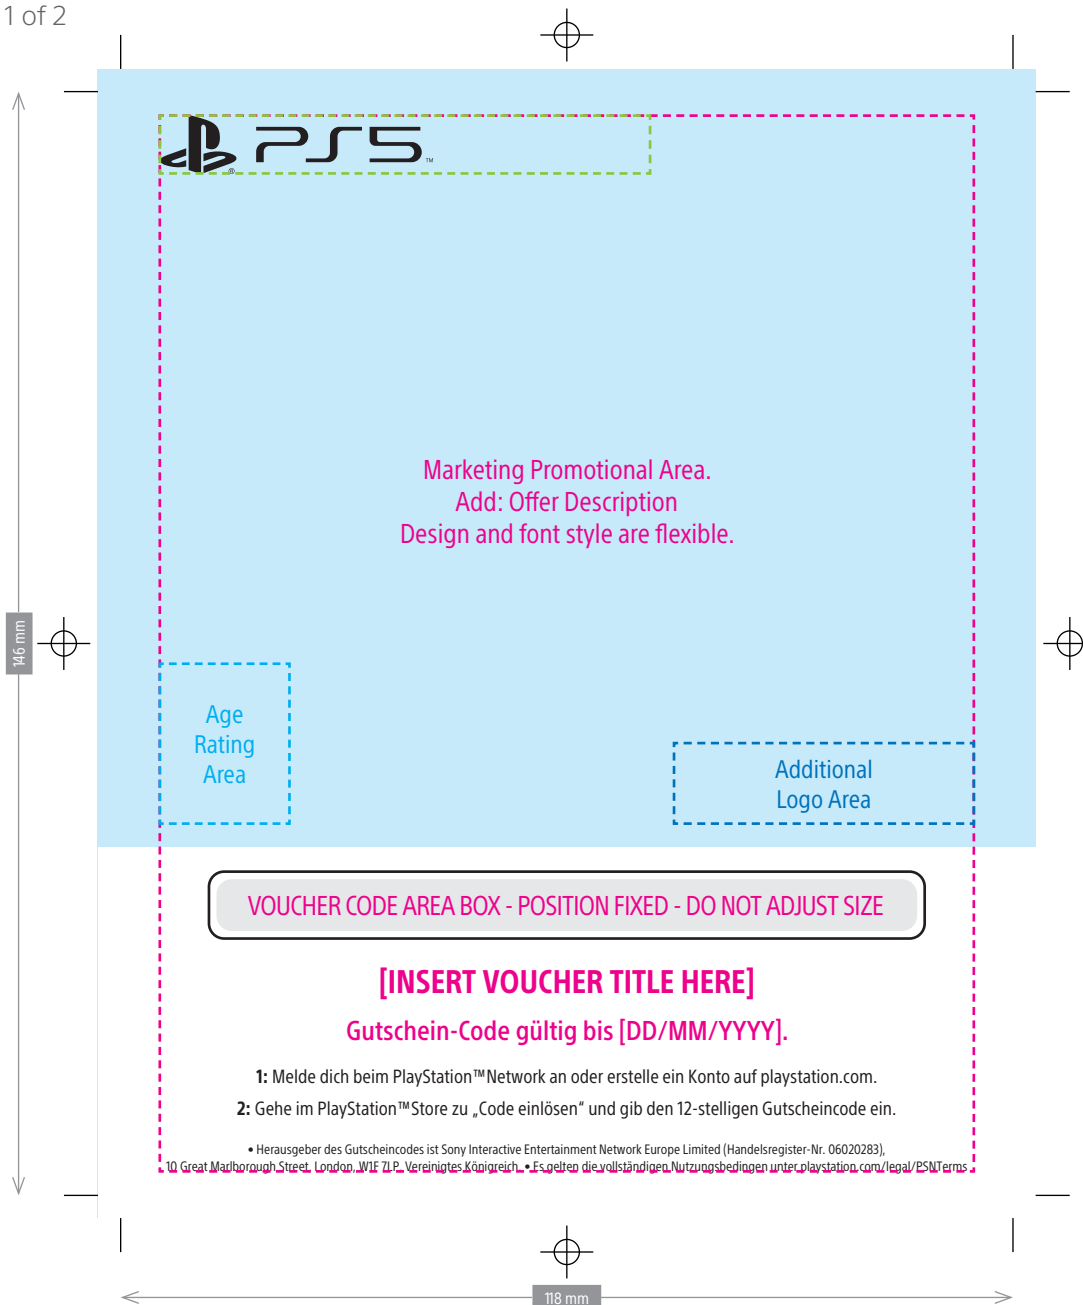 1 of 2
PS5™
®
Marketing Promotional Area.
Add: Offer Description
Design and font style are flexible.
146 mm
Age
Rating
Area
Additional
Logo Area
VOUCHER CODE AREA BOX - POSITION FIXED - DO NOT ADJUST SIZE
[INSERT VOUCHER TITLE HERE]
Gutschein-Code gültig bis [DD/MM/YYYY].
1: Melde dich beim PlayStation™Network an oder erstelle ein Konto auf playstation.com.
2: Gehe im PlayStation™Store zu „Code einlösen“ und gib den 12-stelligen Gutscheincode ein.
• Herausgeber des Gutscheincodes ist Sony Interactive Entertainment Network Europe Limited (Handelsregister-Nr. 06020283),
10 Great Marlborough Street, London, W1F 7LP, Vereinigtes Königreich. • Es gelten die vollständigen Nutzungsbedingen unter playstation.com/legal/PSNTerms.
118 mm